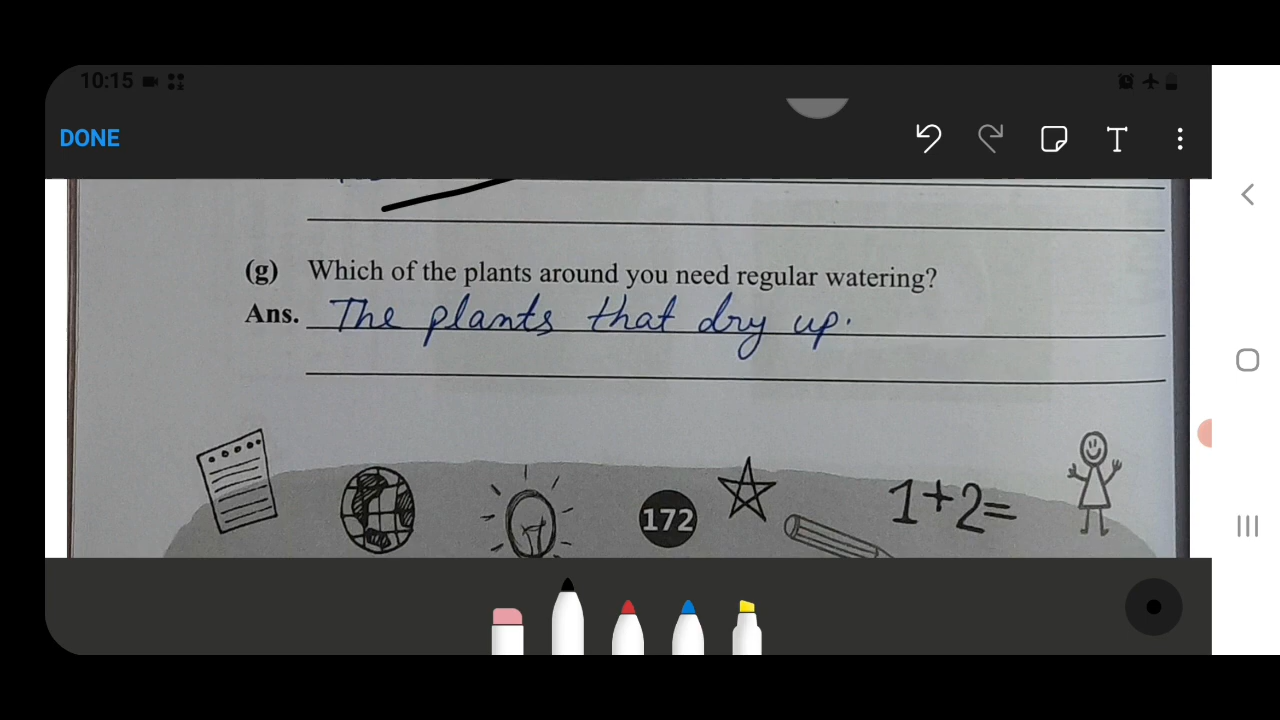 10:15
DONE
T
(g) Which of the plants around you need regular watering?
Ans. The plants that dry up.
172
1+2=